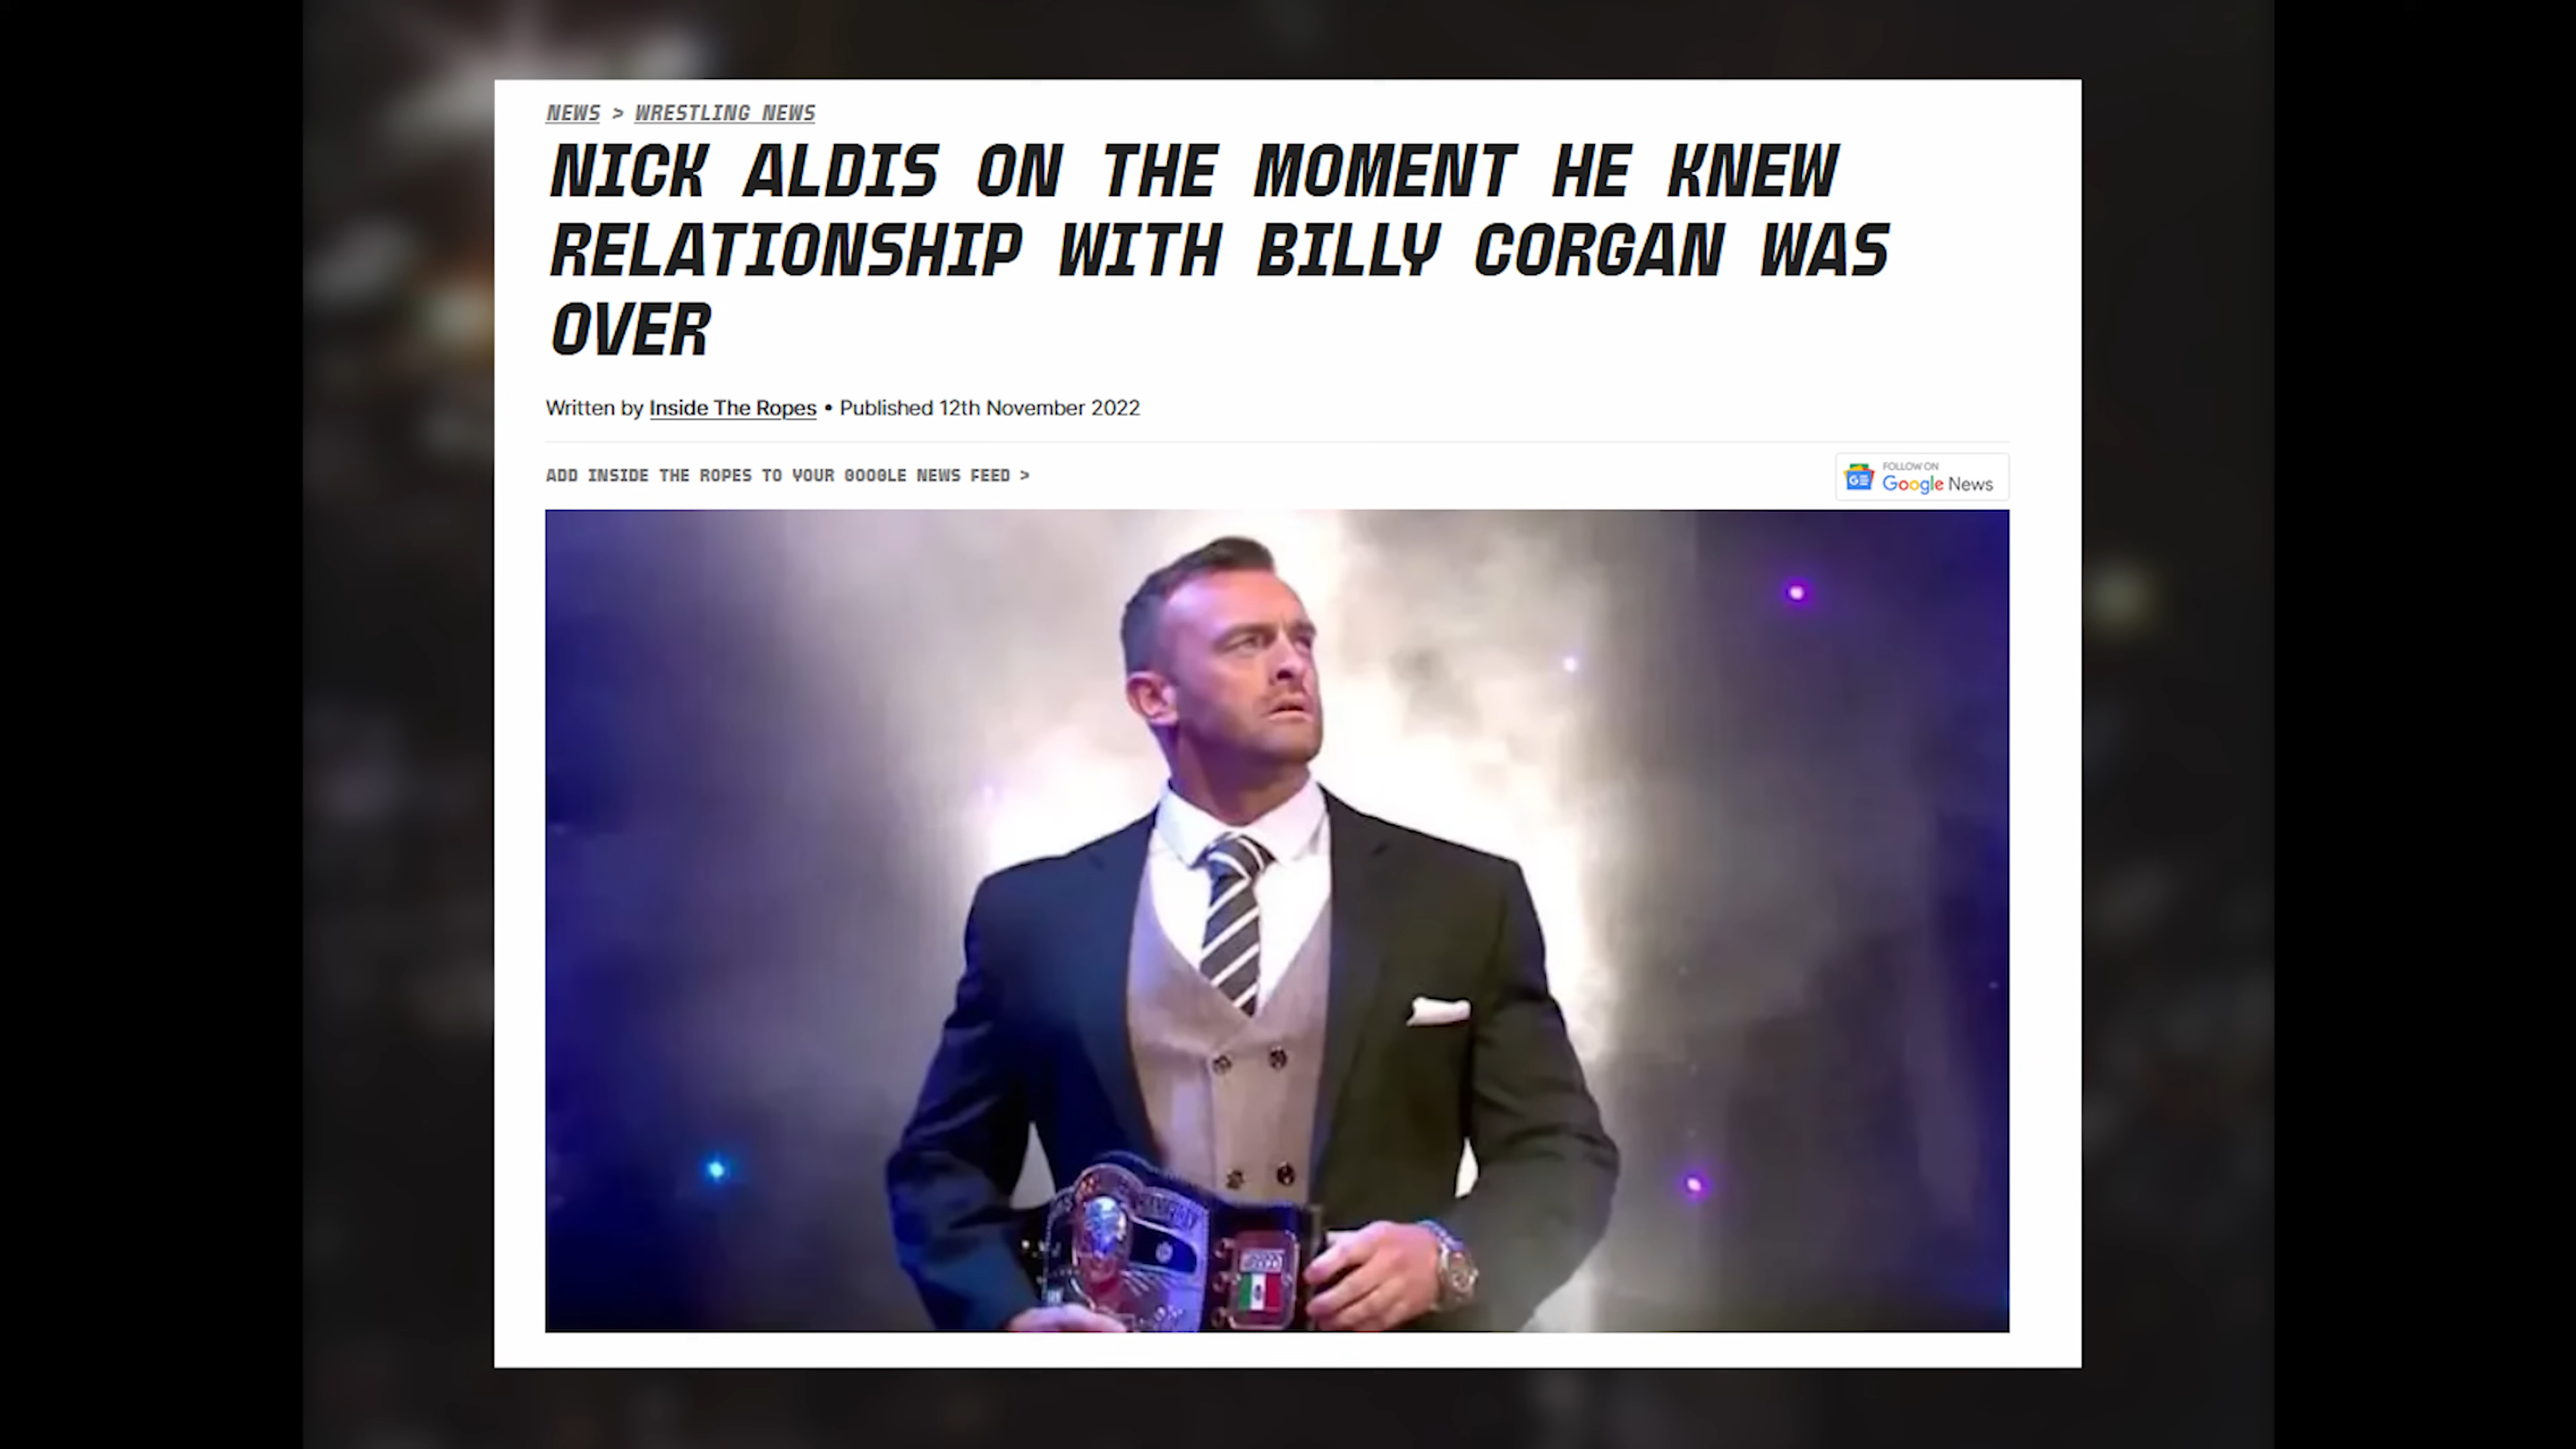 NEWS > WRESTLING NEWS
NICK ALDIS ON THE MOMENT HE KNEW
RELATIONSHIP WITH BILLY CORGAN WAS
OVER
Written by Inside The Ropes • Published 12th November 2022
ADD INSIDE THE ROPES TO YOUR GOOGLE NEWS FEED >
FOLLOW ON
Google News